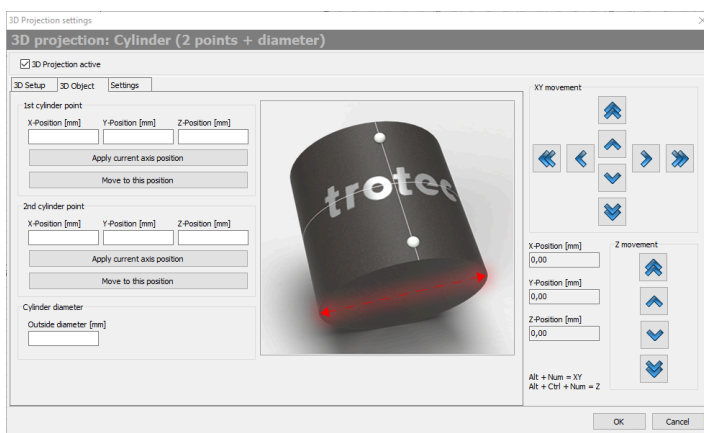 3D Projection settings
3D projection: Cylinder (2 points + diameter)
3D Projection active
3D Setup 3D Object Settings
1st cylinder point
X-Position [mm] Y-Position [mm] Z-Position [mm]
Apply current axis position
Move to this position
2nd cylinder point
X-Position [mm] Y-Position [mm] Z-Position [mm]
Apply current axis position
Move to this position
Cylinder diameter
Outside diameter [mm]
trotec
XY movement
X-Position [mm]
0,00
Y-Position [mm]
0,00
Z-Position [mm]
0,00
Z movement
Alt + Num = XY
Alt + Ctrl + Num = Z
OK Cancel